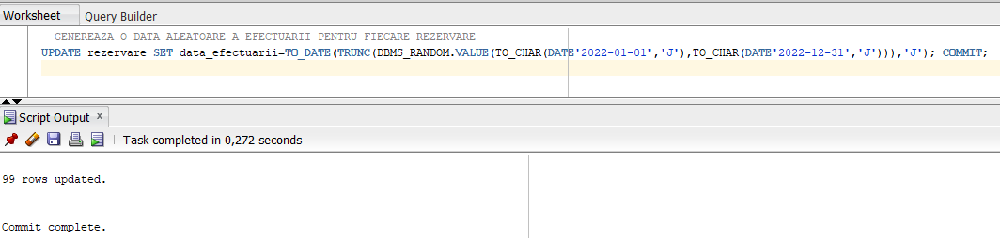 Worksheet Query Builder
--GENEREAZA O DATA ALEATOARE A EFECTUARII PENTRU FIECARE REZERVARE
UPDATE rezervare SET data_efectuarii=TO_DATE(TRUNC(DBMS_RANDOM.VALUE(TO_CHAR(DATE'2022-01-01','J'),TO_CHAR(DATE'2022-12-31','J'))),'J'); COMMIT;
Script Output x
Task completed in 0,272 seconds
99 rows updated.
Commit complete.